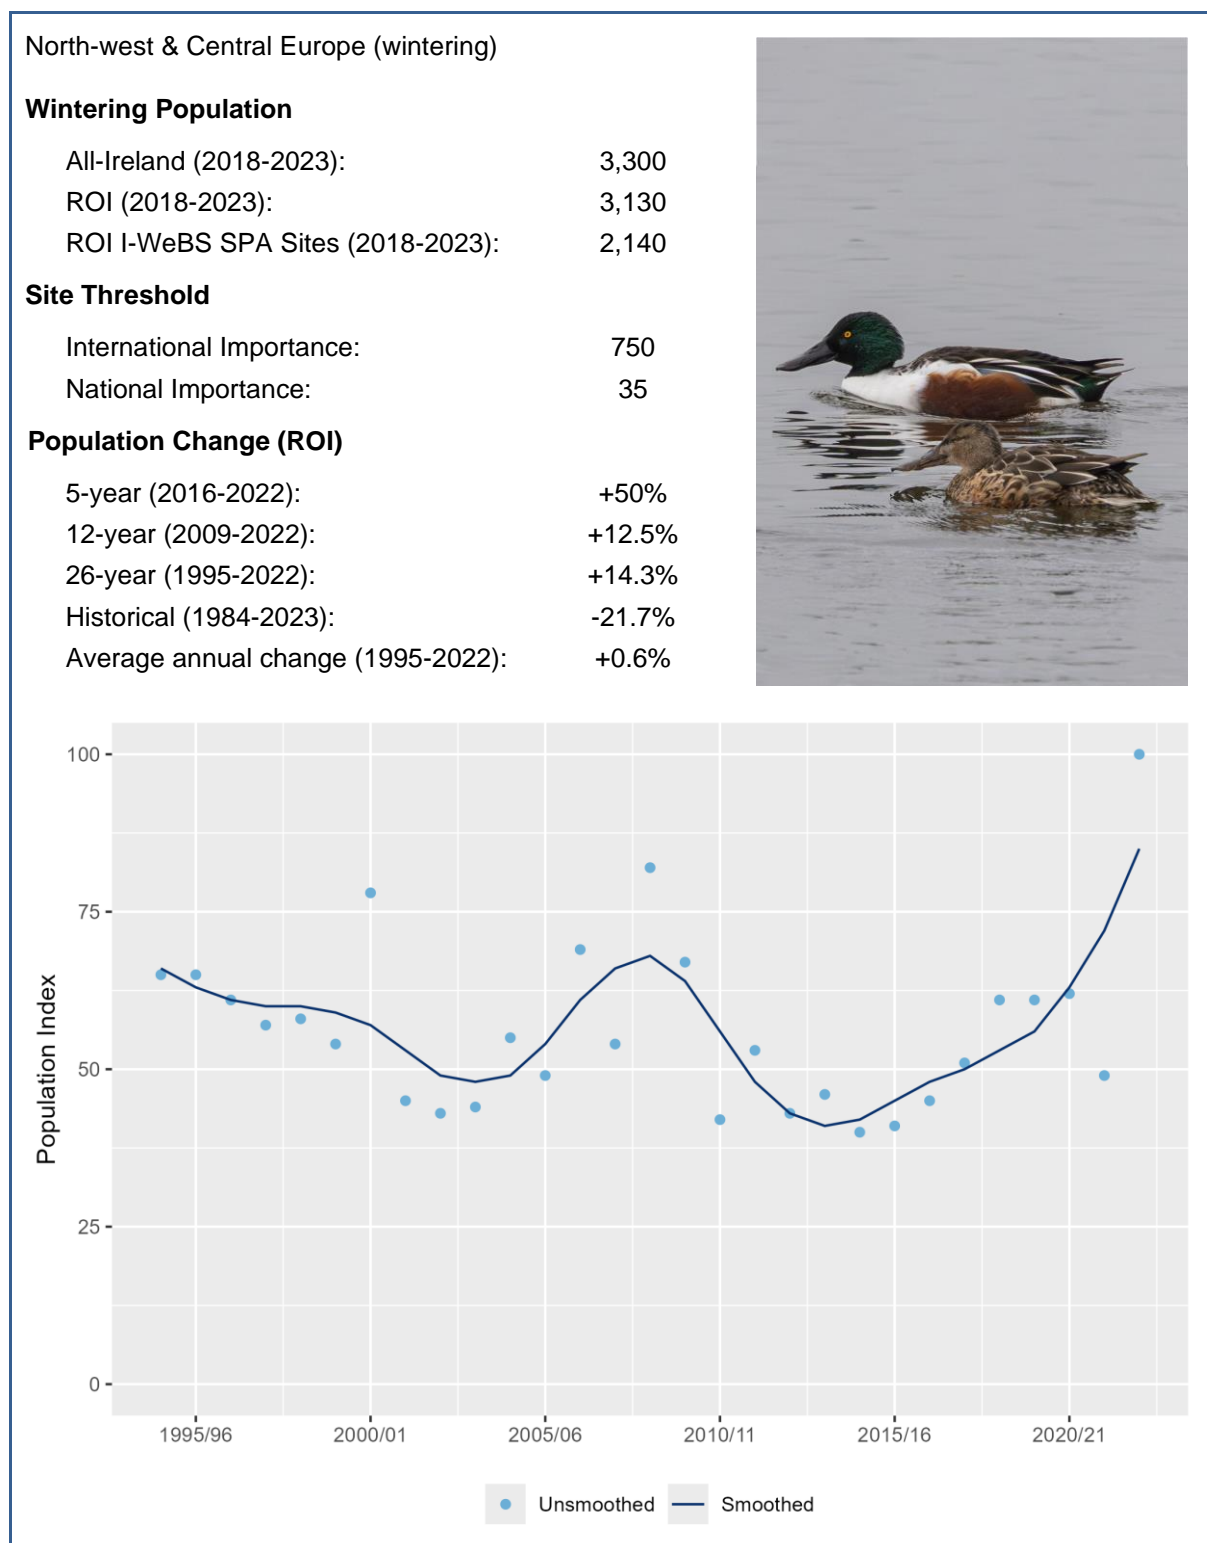 North-west & Central Europe (wintering)
Wintering Population
All-Ireland (2018-2023): 3,300
ROI (2018-2023): 3,130
ROI I-WeBS SPA Sites (2018-2023): 2,140
Site Threshold
International Importance: 750
National Importance: 35
Population Change (ROI)
5-year (2016-2022): +50%
12-year (2009-2022): +12.5%
26-year (1995-2022): +14.3%
Historical (1984-2023): -21.7%
Average annual change (1995-2022): +0.6%
100
75
50
25
0
Population Index
1995/96 2000/01 2005/06 2010/11 2015/16 2020/21
Unsmoothed Smoothed